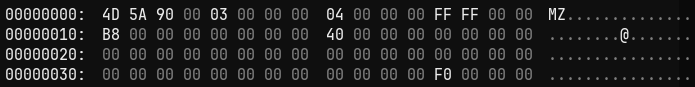 00000000: 4D 5A 90 00 03 00 00 00 04 00 00 00 FF FF 00 00 MZ..............
00000010: B8 00 00 00 00 00 00 00 40 00 00 00 00 00 00 00 ........@.......
00000020: 00 00 00 00 00 00 00 00 00 00 00 00 00 00 00 00 ................
00000030: 00 00 00 00 00 00 00 00 00 00 00 00 F0 00 00 00 ................